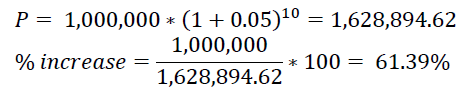 P = 1,000,000 * (1 + 0.05)^10 = 1,628,894.62
% increase = 1,000,000 / 1,628,894.62 * 100 = 61.39%